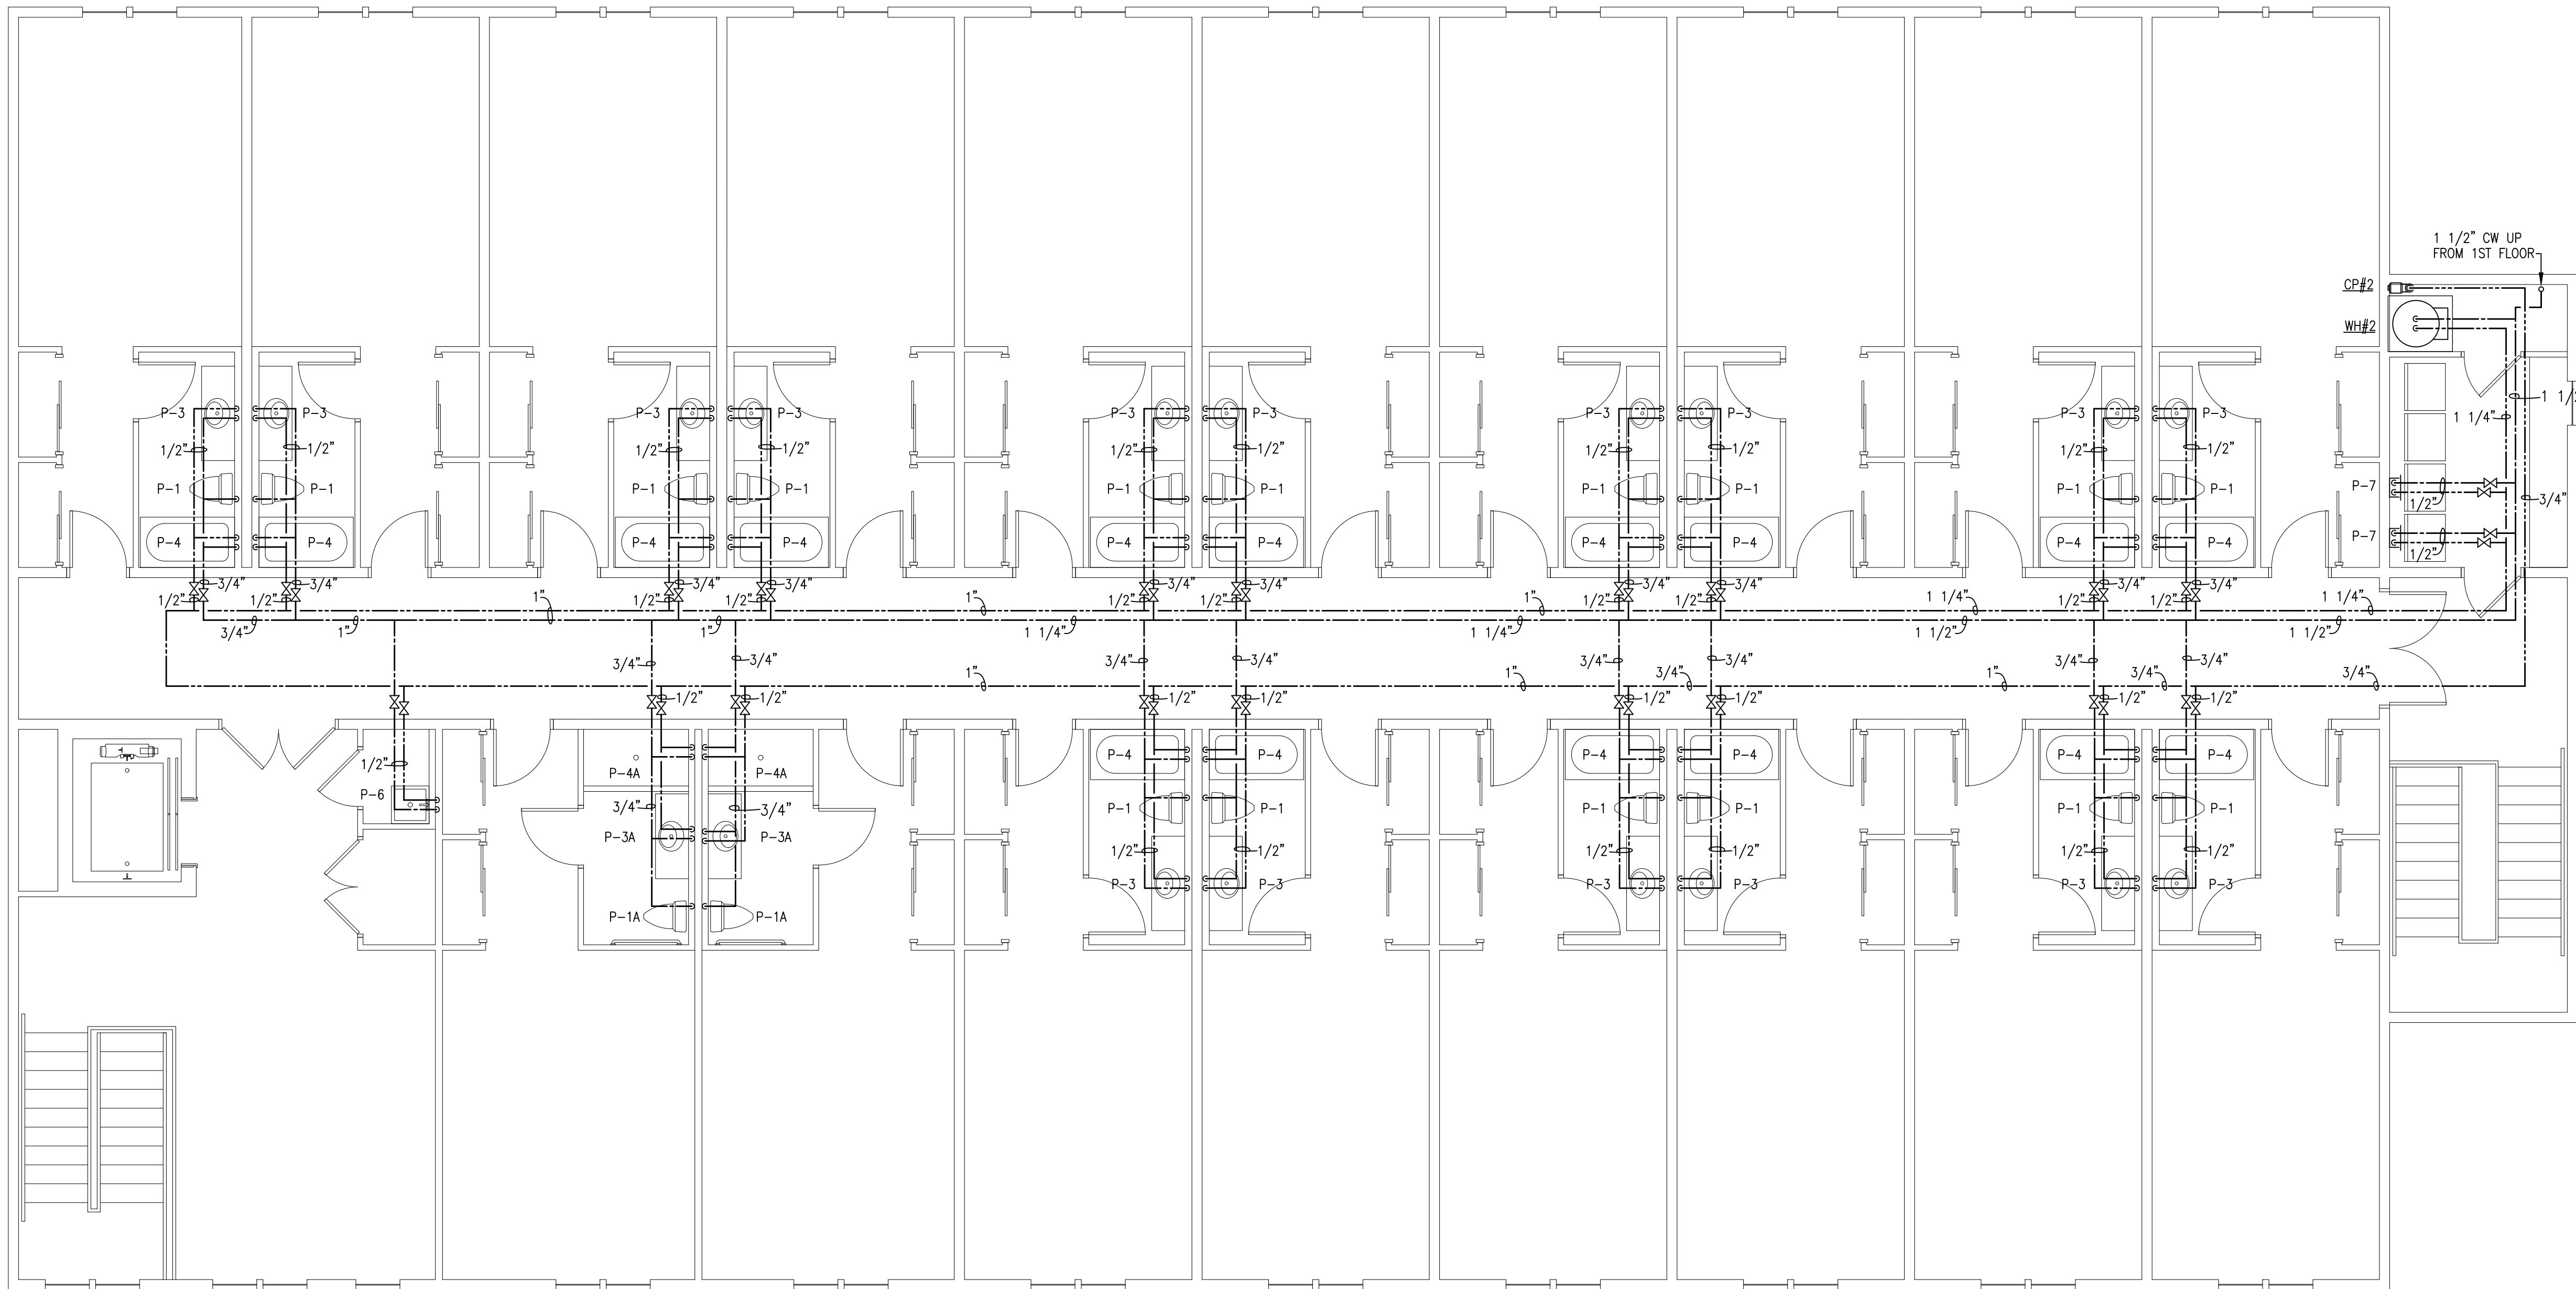 1 1/2" CW UP
FROM 1ST FLOOR
CP#2
WH#2
P-3 P-3 P-3 P-3 P-3 P-3 P-3 P-3 P-3 P-3
1 1/4"
1/2" 1/2" 1/2" 1/2" 1/2" 1/2" 1/2" 1/2" 1/2" 1/2"
P-1 P-1 P-1 P-1 P-1 P-1 P-1 P-1 P-1 P-1 P-7
1/2" 3/4"
P-4 P-4 P-4 P-4 P-4 P-4 P-4 P-4 P-4 P-4 P-7
1/2"
3/4" 3/4" 3/4" 3/4" 3/4" 3/4" 3/4" 3/4" 3/4" 3/4"
1/2" 1/2" 1" 1/2" 1/2" 1" 1/2" 1/2" 1" 1/2" 1/2" 1 1/4" 1/2" 1/2" 1 1/4"
3/4" 1" 1" 1 1/4" 1 1/4" 1 1/2" 1 1/2"
3/4" 3/4" 3/4" 3/4" 3/4" 3/4" 3/4" 3/4"
1" 1" 3/4" 1" 3/4" 3/4"
1/2" 1/2" 1/2" 1/2" 1/2" 1/2" 1/2" 1/2"
P-4 P-4 P-4 P-4 P-4 P-4
1/2" P-4A P-4A
P-6
3/4" 3/4" P-1 P-1 P-1 P-1 P-1 P-1
P-3A P-3A
1/2" 1/2" 1/2" 1/2" 1/2" 1/2"
P-3 P-3 P-3 P-3 P-3 P-3
P-1A P-1A